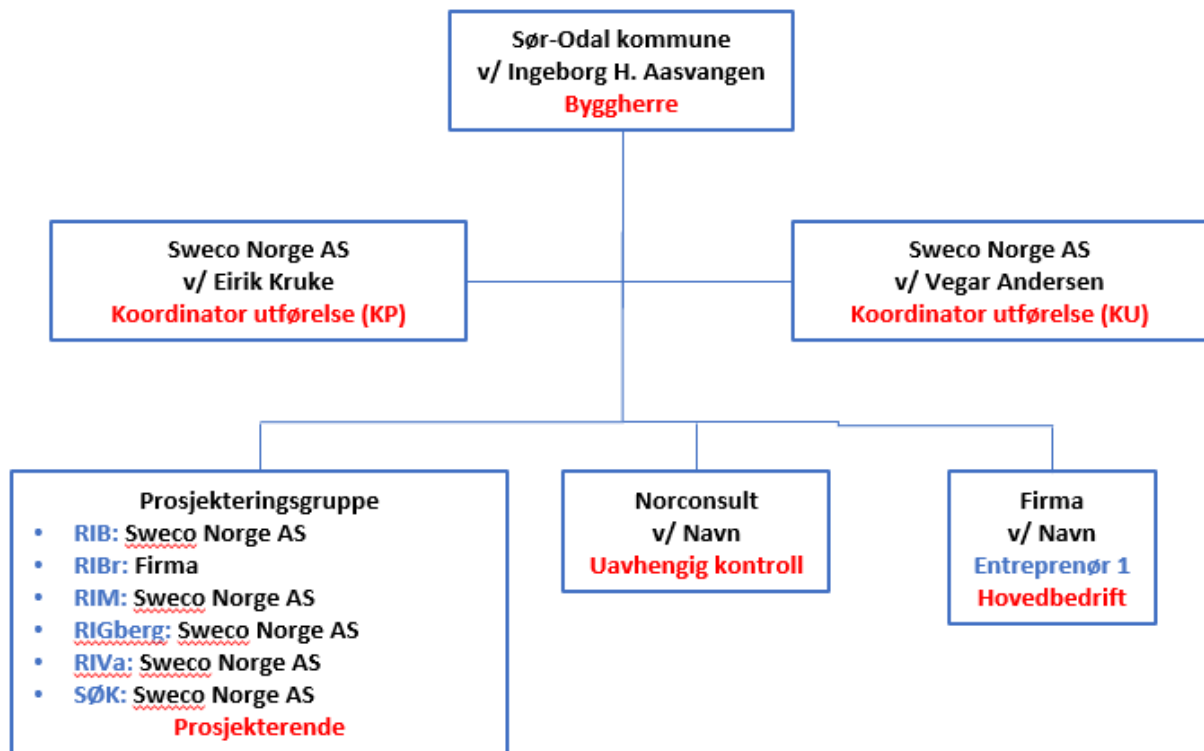 Sør-Odal kommune
v/ Ingeborg H. Aasvangen
Byggherre
Sweco Norge AS
v/ Eirik Kruke
Koordinator utførelse (KP)
Sweco Norge AS
v/ Vegar Andersen
Koordinator utførelse (KU)
Prosjekteringsgruppe
• RIB: Sweco Norge AS
• RIBr: Firma
• RIM: Sweco Norge AS
• RIGberg: Sweco Norge AS
• RIVa: Sweco Norge AS
• SØK: Sweco Norge AS
Prosjekterende
Norconsult
v/ Navn
Uavhengig kontroll
Firma
v/ Navn
Entreprenør 1
Hovedbedrift